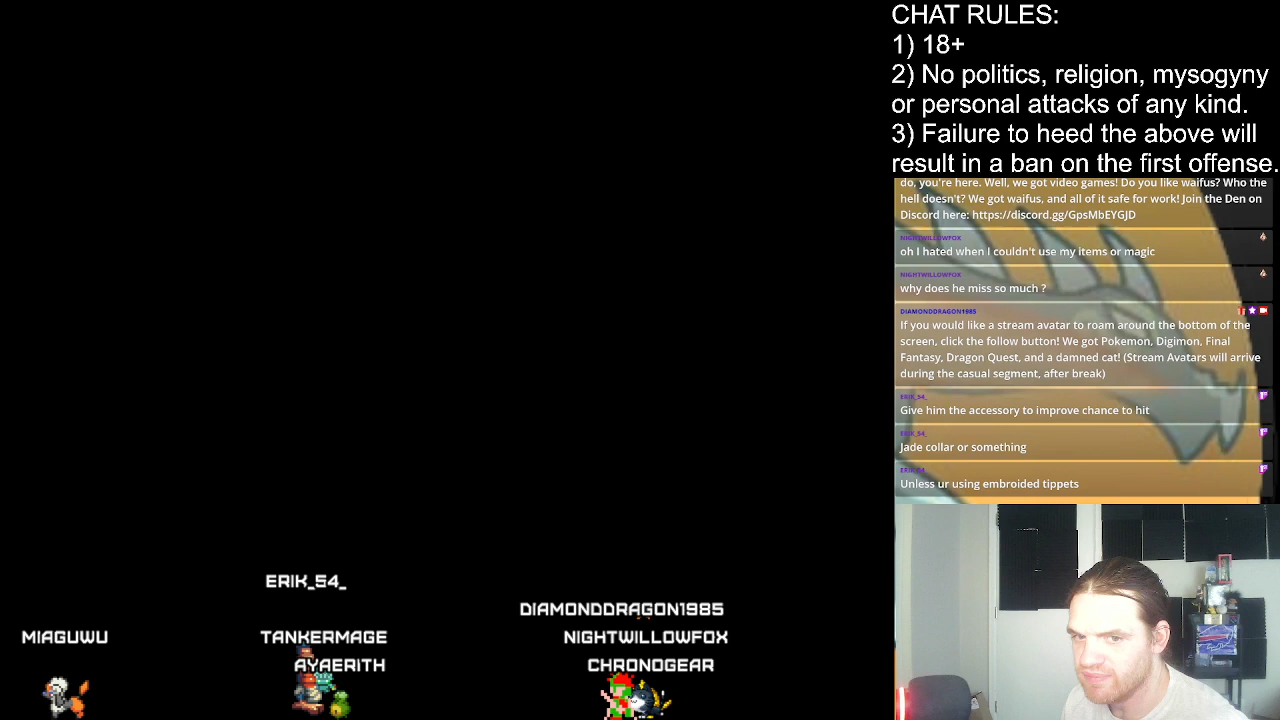 CHAT RULES:
1) 18+
2) No politics, religion, mysogyny
or personal attacks of any kind.
3) Failure to heed the above will
result in a ban on the first offense.
do, you're here. Well, we got video games! Do you like waifus? Who the
hell doesn't? We got waifus, and all of it safe for work! Join the Den on
Discord here: https://discord.gg/GpsMbEYGJD
NIGHTWILLOWFOX
oh I hated when I couldn't use my items or magic
NIGHTWILLOWFOX
why does he miss so much ?
DIAMONDDRAGON1985
If you would like a stream avatar to roam around the bottom of the
screen, click the follow button! We got Pokemon, Digimon, Final
Fantasy, Dragon Quest, and a damned cat! (Stream Avatars will arrive
during the casual segment, after break)
ERIK_54_
Give him the accessory to improve chance to hit
ERIK_54_
Jade collar or something
ERIK_54_
Unless ur using embroided tippets
ERIK_54_
DIAMONDDRAGON1985
MIAGUWU
TANKERMAGE
NIGHTWILLOWFOX
AYAERITH
CHRONOGEAR